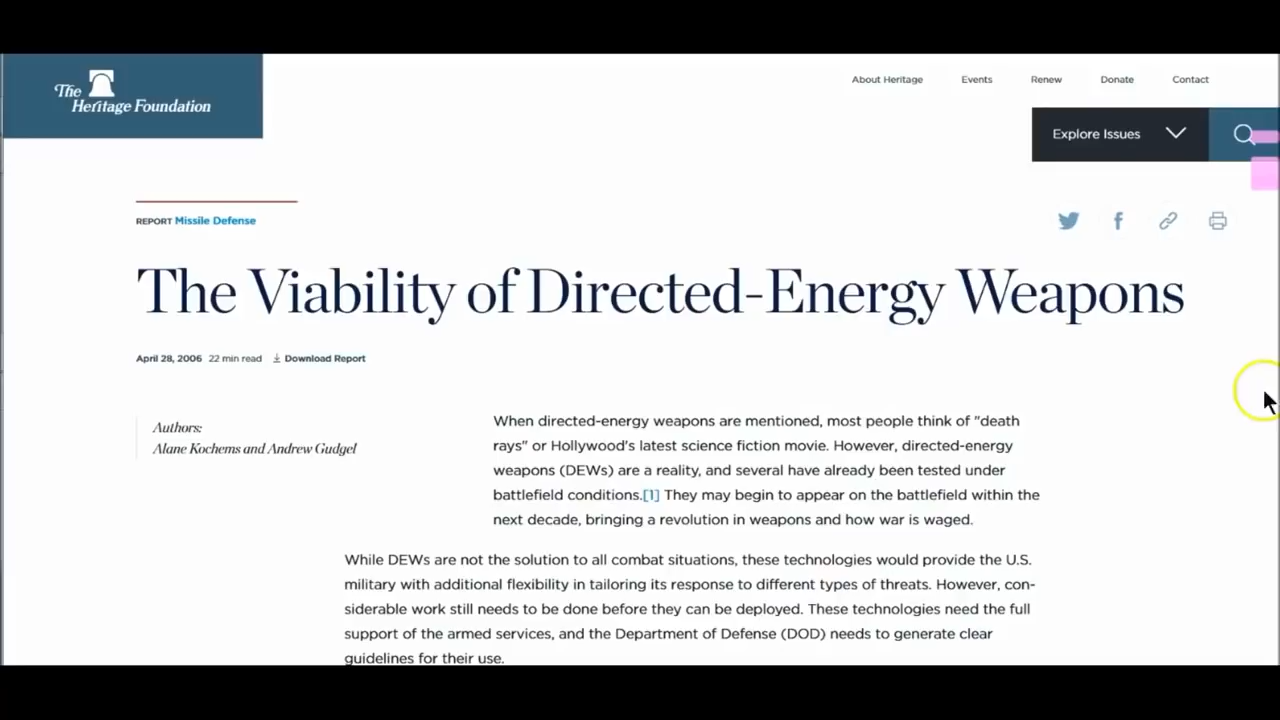 The
Heritage Foundation
About Heritage Events Renew Donate Contact
Explore Issues
REPORT Missile Defense
The Viability of Directed-Energy Weapons
April 28, 2006 22 min read Download Report
Authors:
Alane Kochems and Andrew Gudgel
When directed-energy weapons are mentioned, most people think of "death
rays" or Hollywood's latest science fiction movie. However, directed-energy
weapons (DEWs) are a reality, and several have already been tested under
battlefield conditions.[1] They may begin to appear on the battlefield within the
next decade, bringing a revolution in weapons and how war is waged.
While DEWs are not the solution to all combat situations, these technologies would provide the U.S.
military with additional flexibility in tailoring its response to different types of threats. However, con-
siderable work still needs to be done before they can be deployed. These technologies need the full
support of the armed services, and the Department of Defense (DOD) needs to generate clear
guidelines for their use.